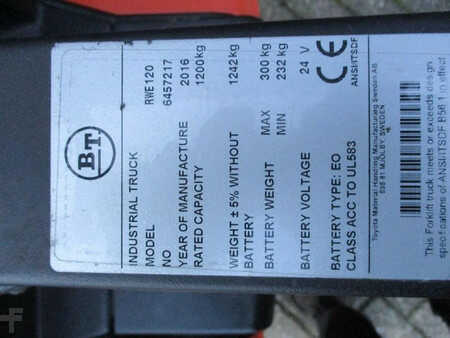 BT
INDUSTRIAL TRUCK
MODEL RWE 120
NO 6457217
YEAR OF MANUFACTURE 2016
RATED CAPACITY 1200kg
WEIGHT ± 5% WITHOUT 1242kg
BATTERY
BATTERY WEIGHT MAX 300 kg
MIN 232 kg
BATTERY VOLTAGE 24 V
BATTERY TYPE: EO
CLASS ACC TO UL583
CE
ANSI/ITSDF
Toyota Material Handling Manufacturing Sweden AB
595 81 MJÖLBY, SWEDEN
This Forklift truck meets or exceeds design
specifications of ANSI/ITSDF B56.1 in effect